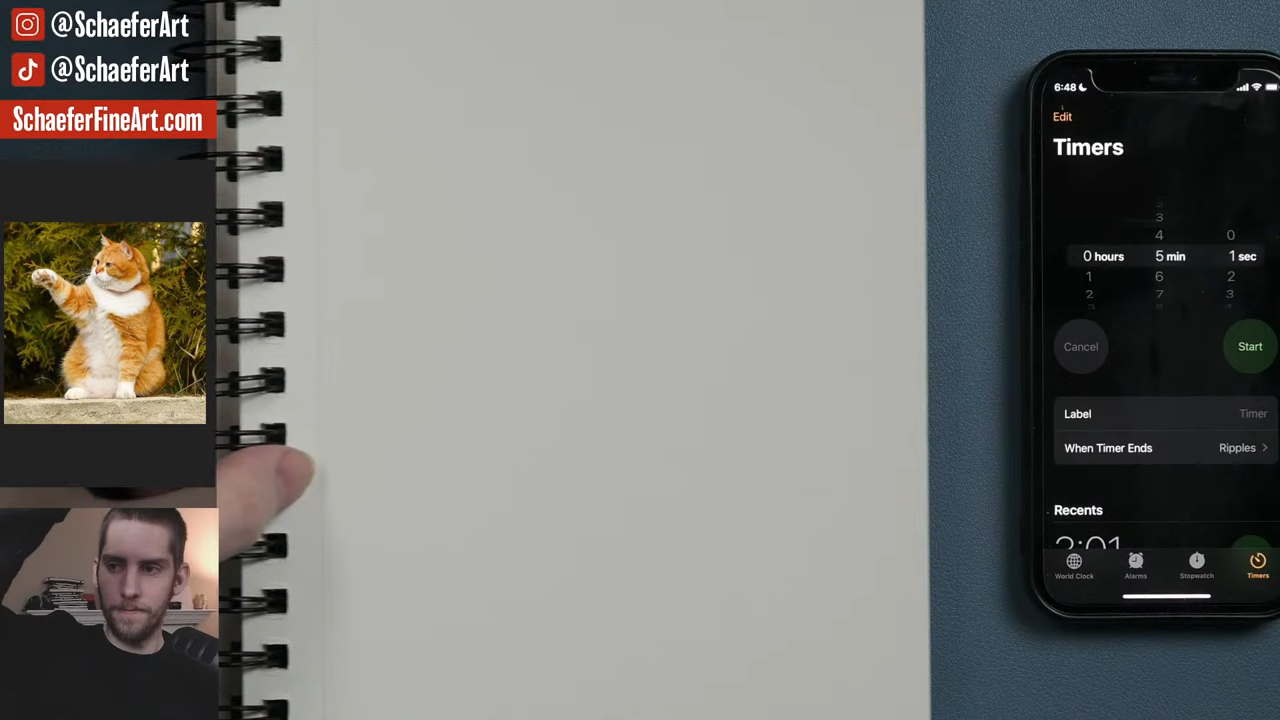 @SchaeferArt
@SchaeferArt
SchaeferFineArt.com
6:48
Edit
Timers
3
4 0
0 hours 5 min 1 sec
1 6 2
2 7 3
Cancel Start
Label Timer
When Timer Ends Ripples
Recents
World Clock Alarms Stopwatch Timers